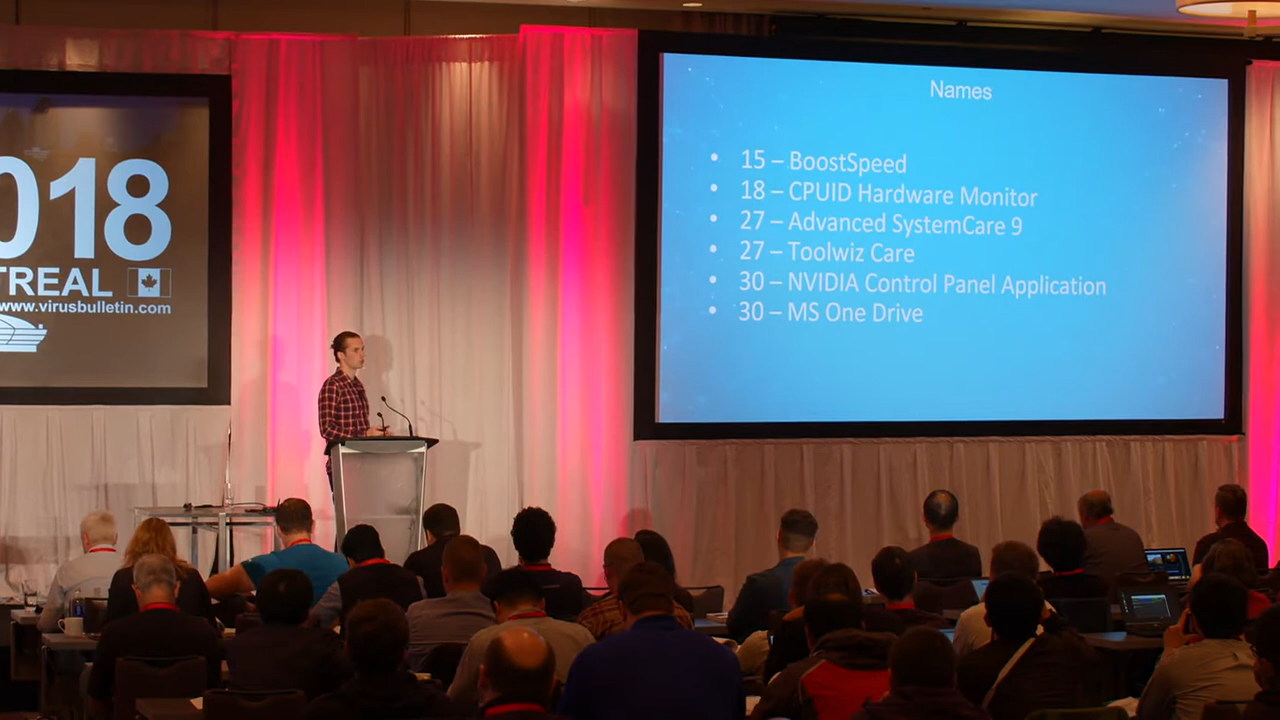 018
TREAL
www.virusbulletin.com
Names
• 15 – BoostSpeed
• 18 – CPUID Hardware Monitor
• 27 – Advanced SystemCare 9
• 27 – Toolwiz Care
• 30 – NVIDIA Control Panel Application
• 30 – MS One Drive